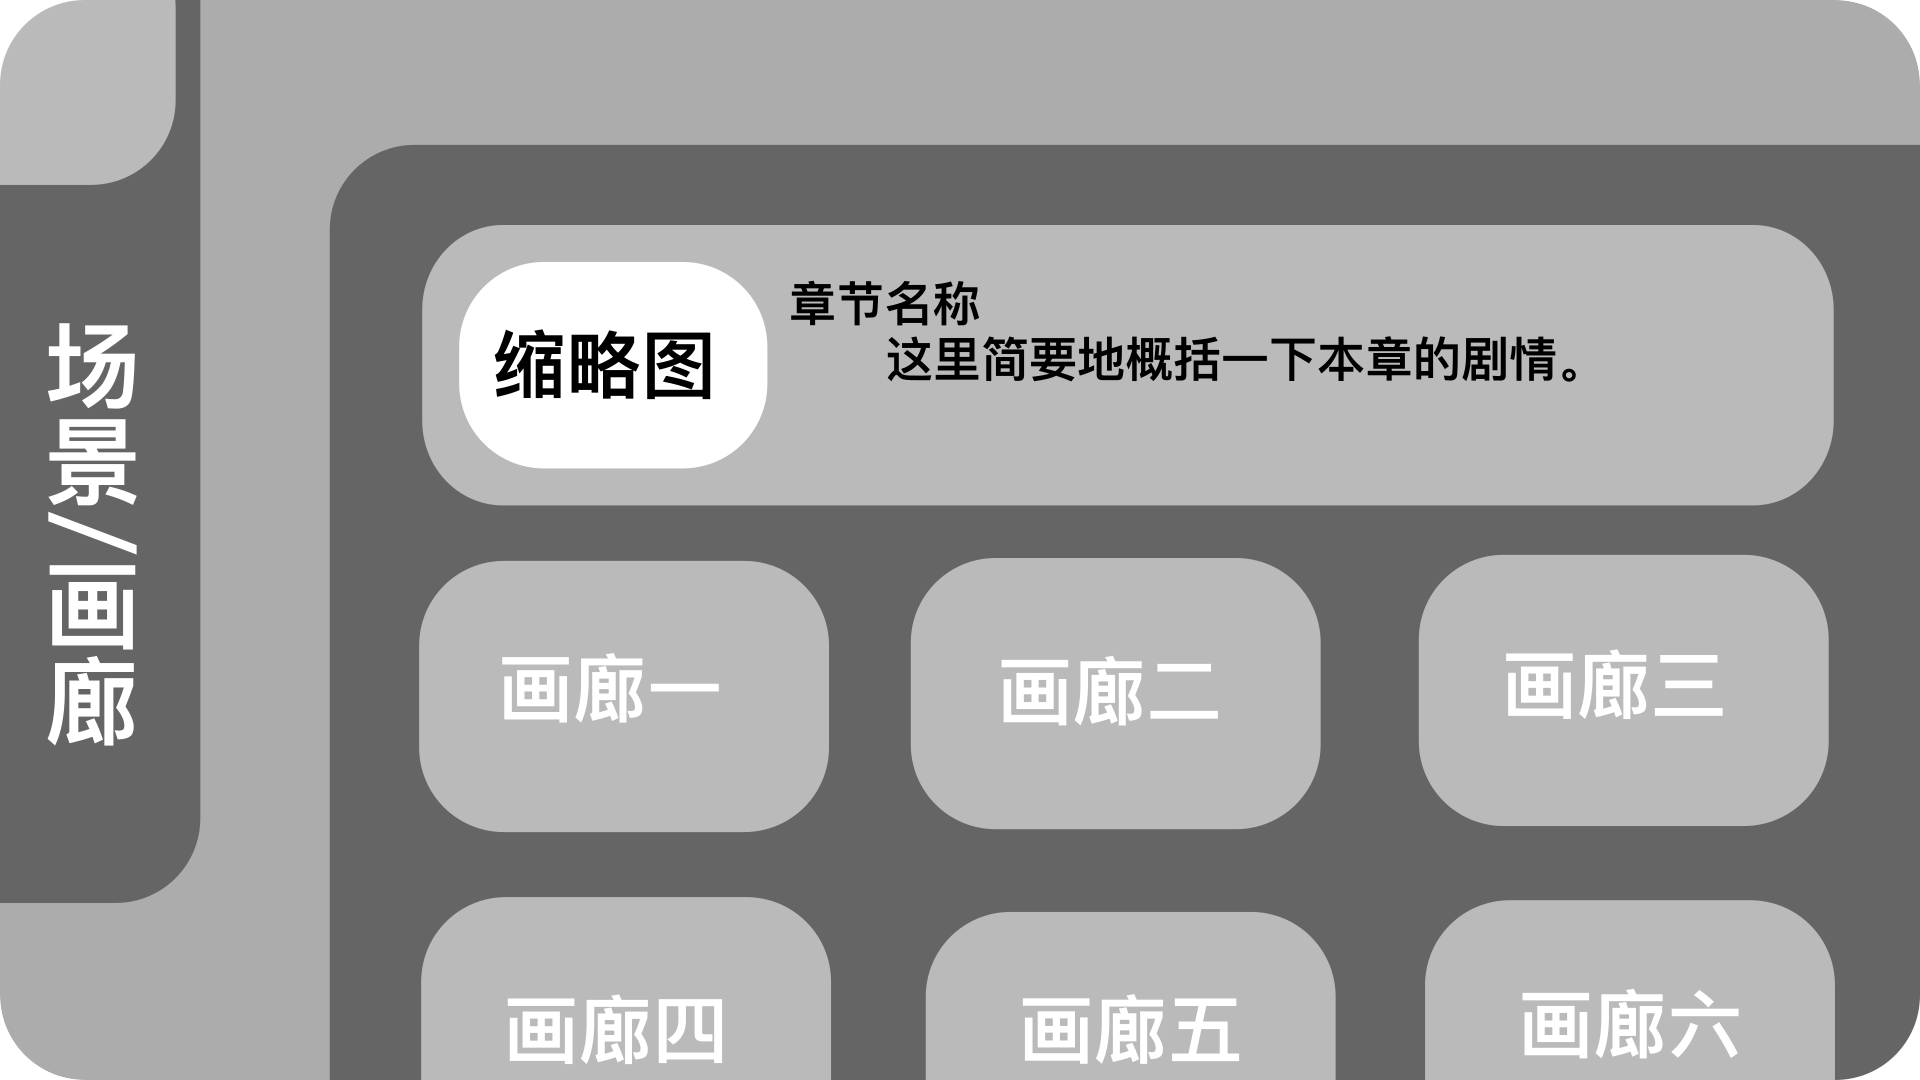 场景/画廊
缩略图
章节名称
这里简要地概括一下本章的剧情。
画廊一
画廊二
画廊三
画廊四
画廊五
画廊六